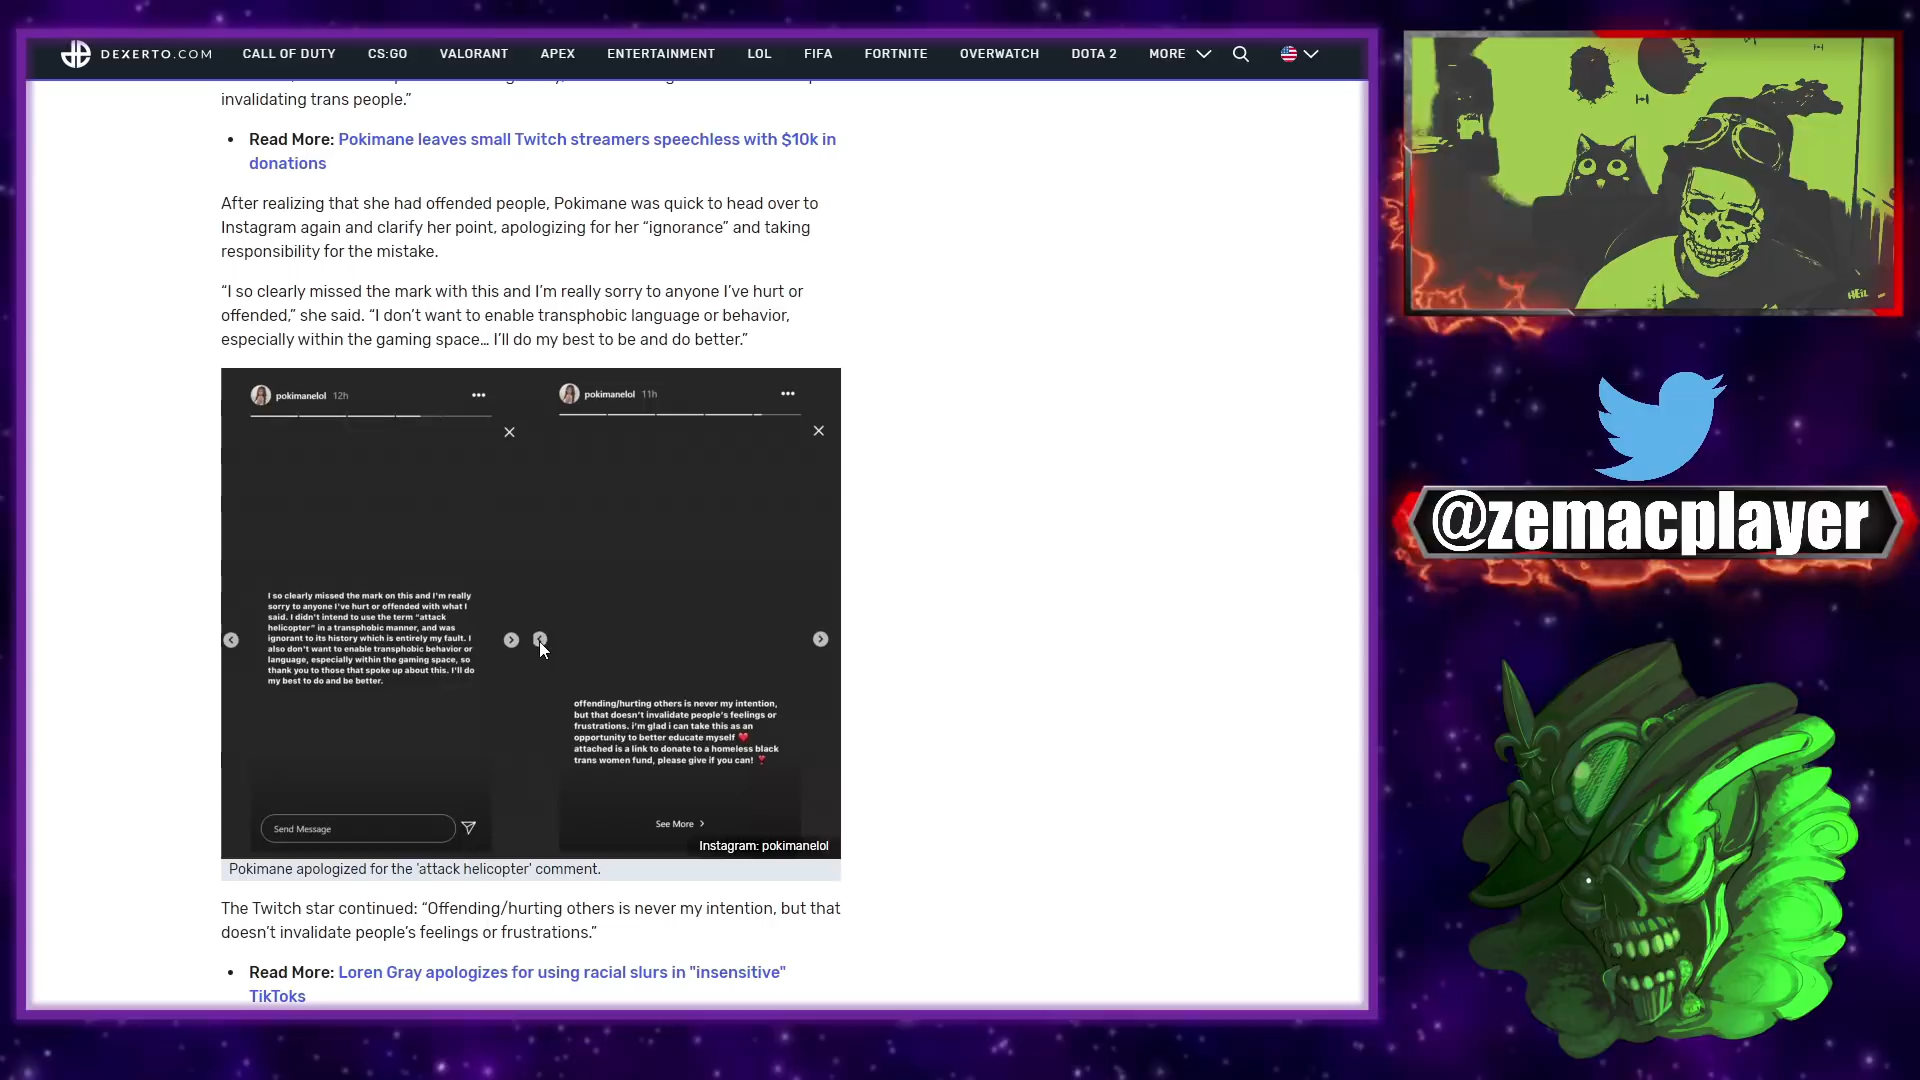 DEXERTO.COM CALL OF DUTY CS:GO VALORANT APEX ENTERTAINMENT LOL FIFA FORTNITE OVERWATCH DOTA 2 MORE
invalidating trans people.”
• Read More: Pokimane leaves small Twitch streamers speechless with $10k in
donations
After realizing that she had offended people, Pokimane was quick to head over to
Instagram again and clarify her point, apologizing for her “ignorance” and taking
responsibility for the mistake.
“I so clearly missed the mark with this and I’m really sorry to anyone I’ve hurt or
offended,” she said. “I don’t want to enable transphobic language or behavior,
especially within the gaming space… I’ll do my best to be and do better.”
pokimanelol 12h
I so clearly missed the mark on this and I'm really
sorry to anyone I've hurt or offended with what I
said. I didn't intend to use the term "attack
helicopter" in a transphobic manner, and was
ignorant to its history which is entirely my fault. I
also don't want to enable transphobic behavior or
language, especially within the gaming space, so
thank you to those that spoke up about this. I'll do
my best to do and be better.
Send Message
pokimanelol 11h
offending/hurting others is never my intention,
but that doesn't invalidate people's feelings or
frustrations. i'm glad i can take this as an
opportunity to better educate myself ❤️
attached is a link to donate to a homeless black
trans women fund, please give if you can! ❣️
See More
Instagram: pokimanelol
Pokimane apologized for the 'attack helicopter' comment.
The Twitch star continued: “Offending/hurting others is never my intention, but that
doesn’t invalidate people’s feelings or frustrations.”
• Read More: Loren Gray apologizes for using racial slurs in "insensitive"
TikToks
@zemacplayer